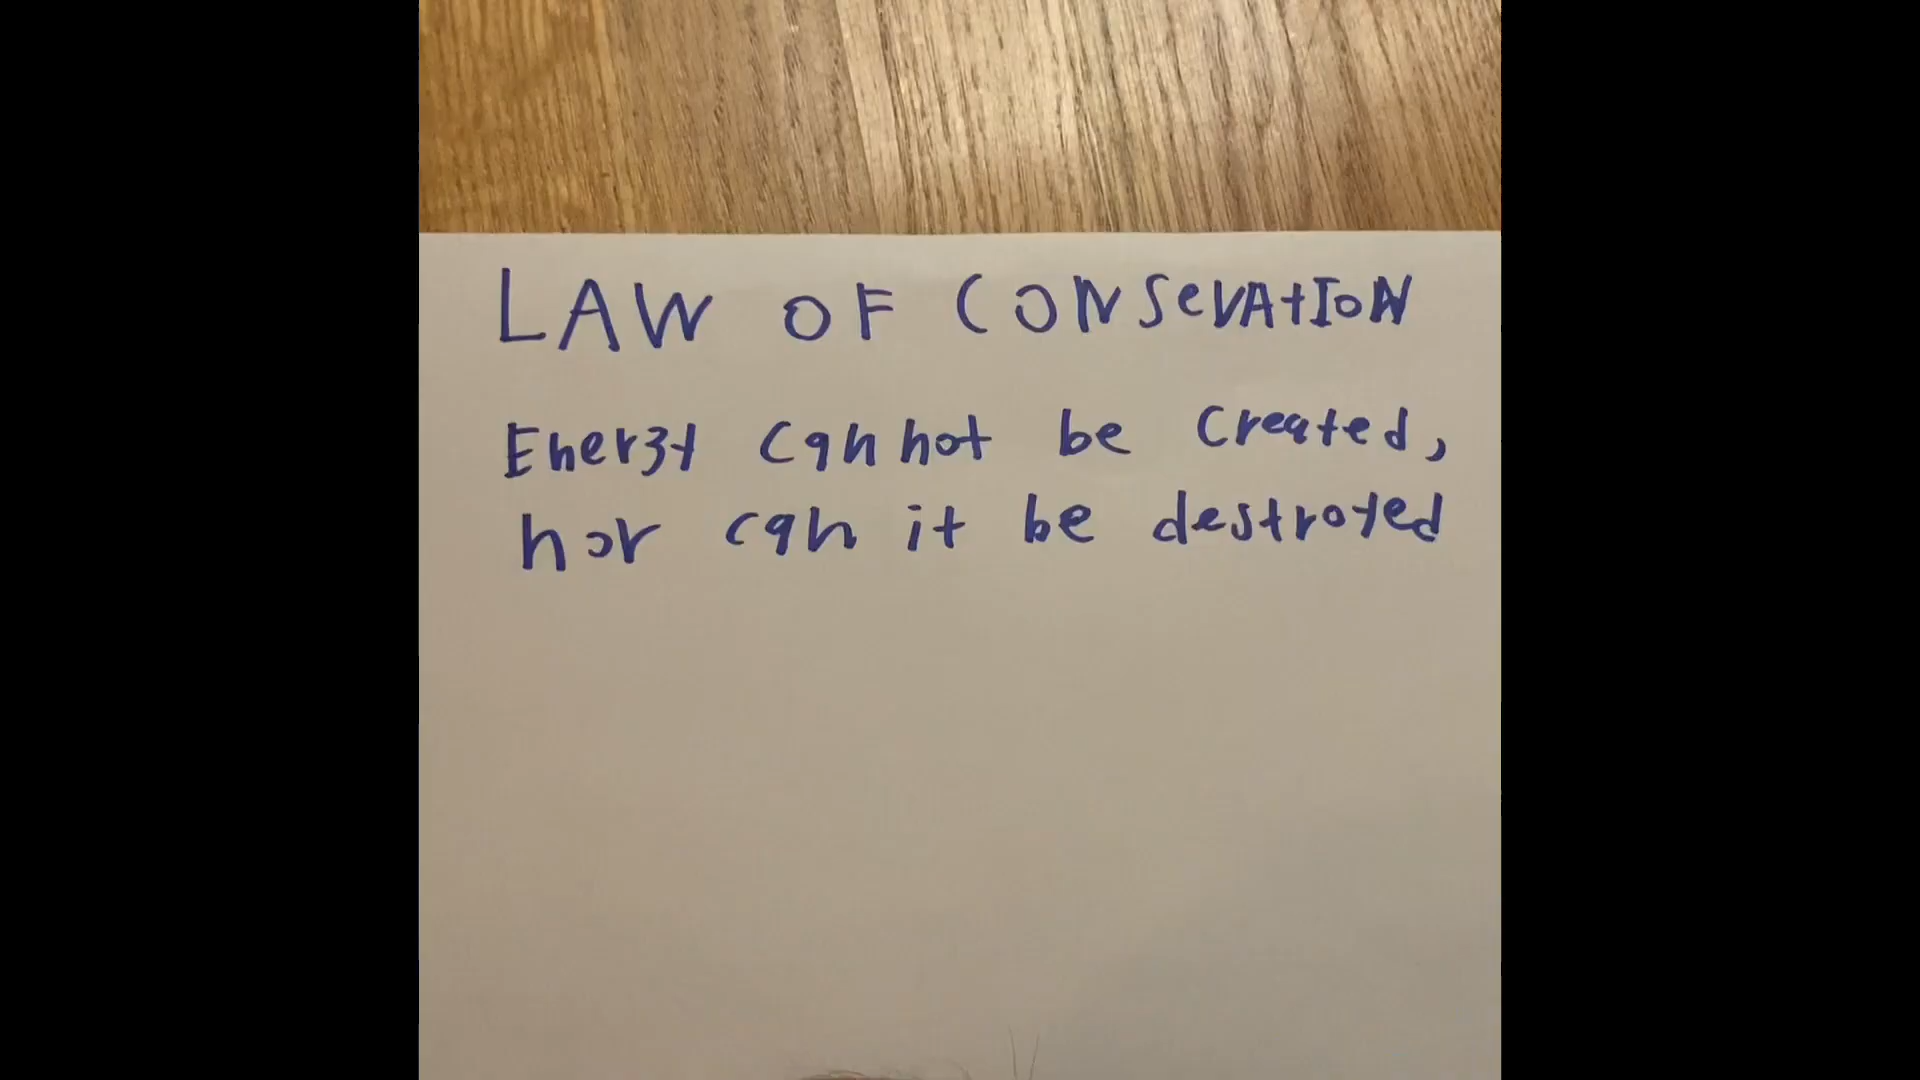 LAW OF CONSEVAtION
Energy cannot be created,
nor can it be destroyed